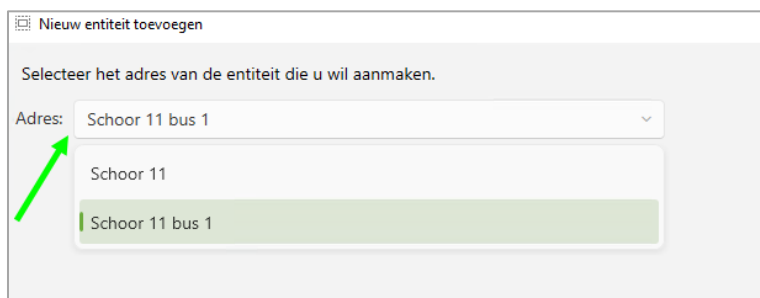 Nieuw entiteit toevoegen
Selecteer het adres van de entiteit die u wil aanmaken.
Adres: Schoor 11 bus 1
Schoor 11
Schoor 11 bus 1